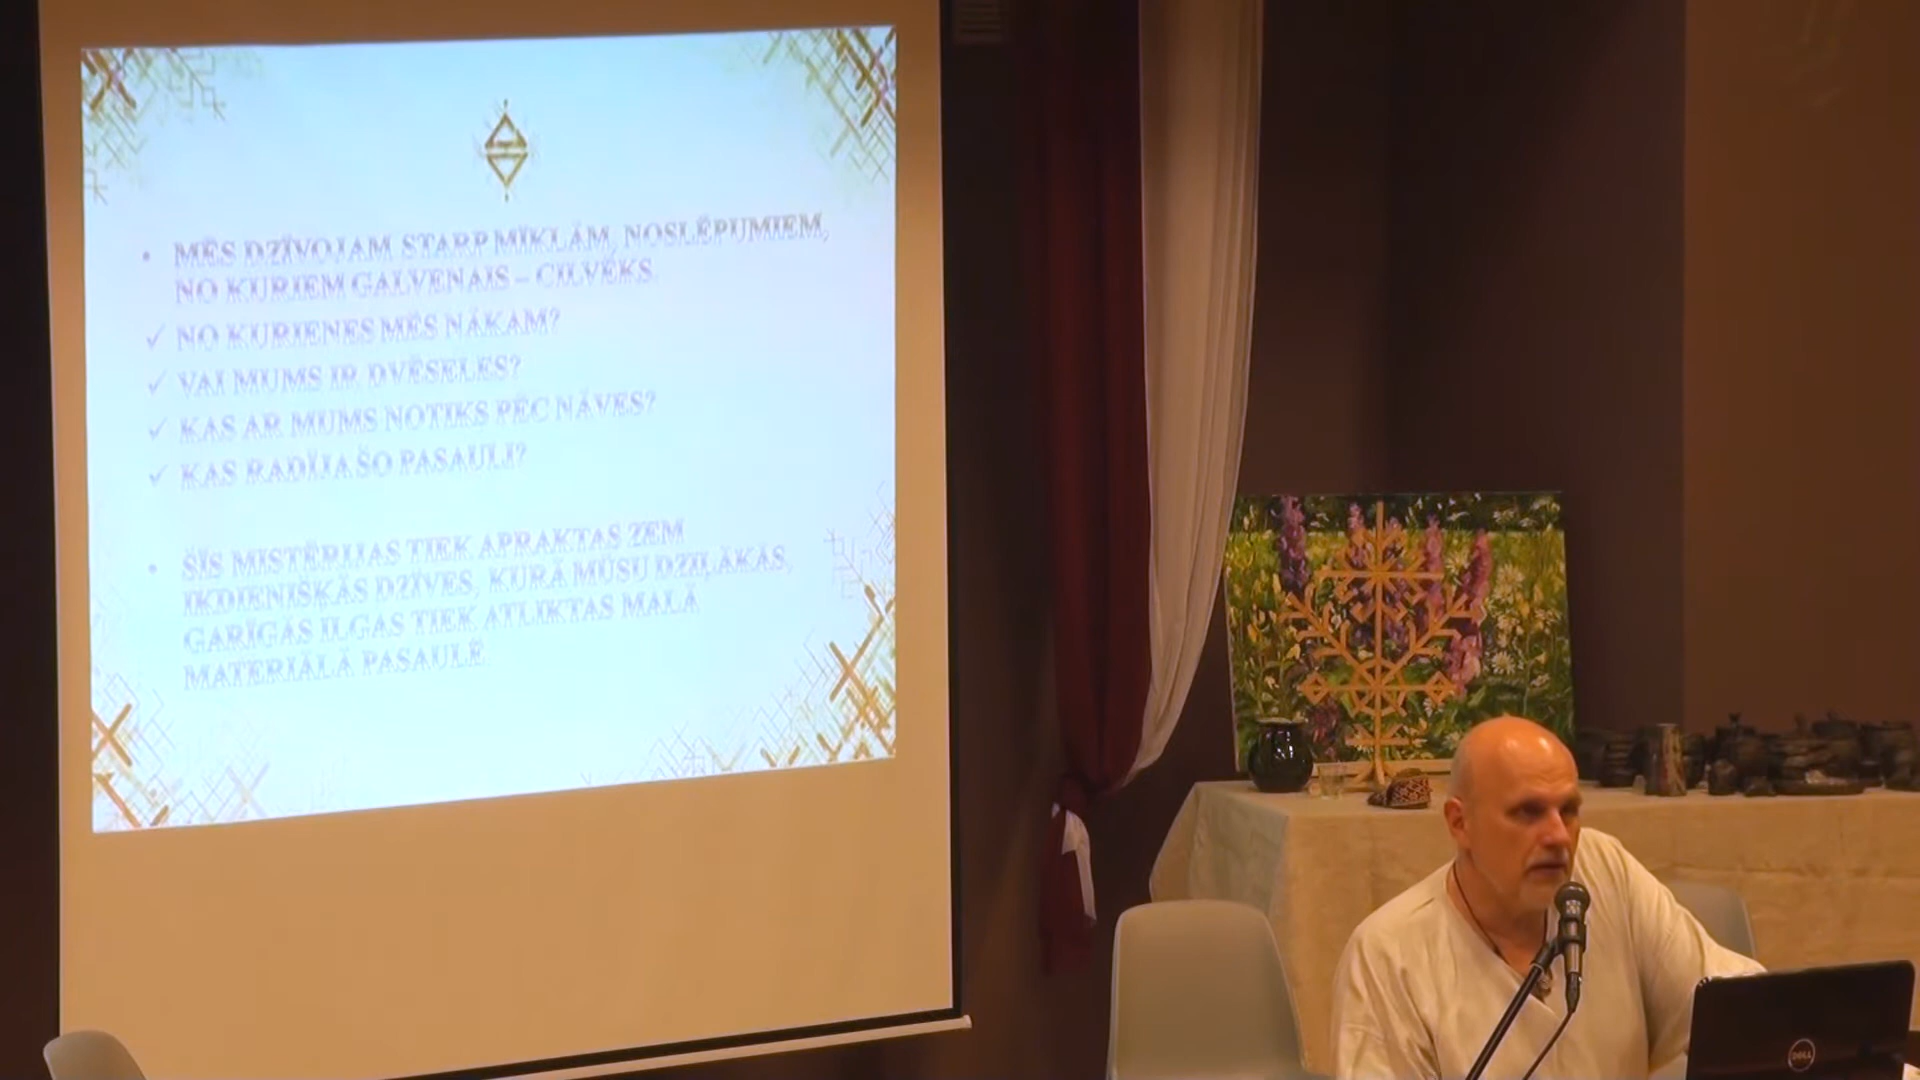 • MĒS DZĪVOJAM STARP MĪKLĀM, NOSLĒPUMIEM,
NO KURIEM GALVENAIS – CILVĒKS.
✓ NO KURIENES MĒS NĀKAM?
✓ VAI MUMS IR DVĒSELES?
✓ KAS AR MUMS NOTIKS PĒC NĀVES?
✓ KAS RADĪJA ŠO PASAULI?
• ŠĪS MISTĒRIJAS TIEK APRAKTAS ZEM
IKDIENIŠĶĀS DZĪVES, KURĀ MŪSU DZIĻĀKĀS,
GARĪGĀS ILGAS TIEK ATLIKTAS MALĀ
MATERIĀLĀ PASAULĒ.
DELL